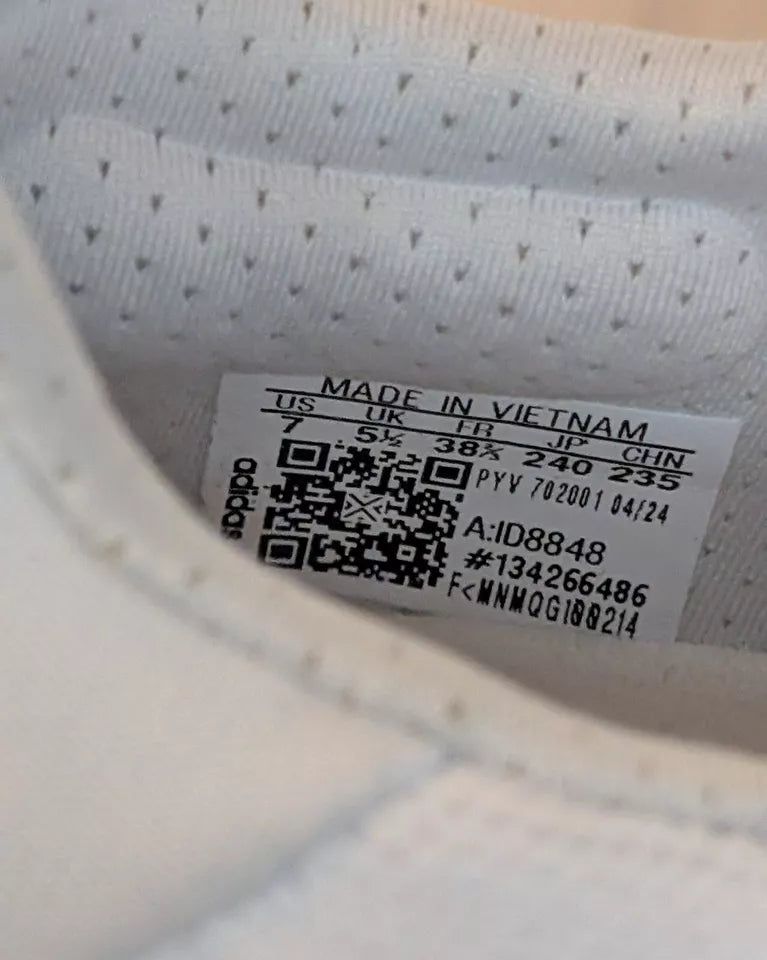 MADE IN VIETNAM
US UK FR JP CHN
7 5½ 38⅔ 240 235
PYV 702001 04/24
A:ID8848
#134266486
F<MNMQG100214
adidas